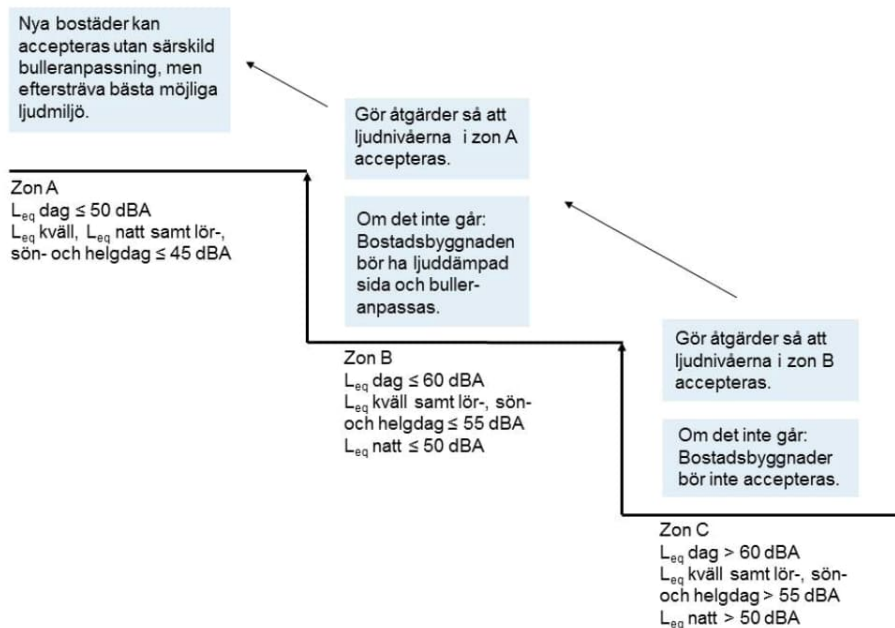 Nya bostäder kan
accepteras utan särskild
bulleranpassning, men
eftersträva bästa möjliga
ljudmiljö.
Zon A
Leq dag ≤ 50 dBA
Leq kväll, Leq natt samt lör-,
sön- och helgdag ≤ 45 dBA
Gör åtgärder så att
ljudnivåerna i zon A
accepteras.
Om det inte går:
Bostadsbyggnaden
bör ha ljuddämpad
sida och buller-
anpassas.
Zon B
Leq dag ≤ 60 dBA
Leq kväll samt lör-, sön-
och helgdag ≤ 55 dBA
Leq natt ≤ 50 dBA
Gör åtgärder så att
ljudnivåerna i zon B
accepteras.
Om det inte går:
Bostadsbyggnader
bör inte accepteras.
Zon C
Leq dag > 60 dBA
Leq kväll samt lör-, sön-
och helgdag > 55 dBA
Leq natt > 50 dBA